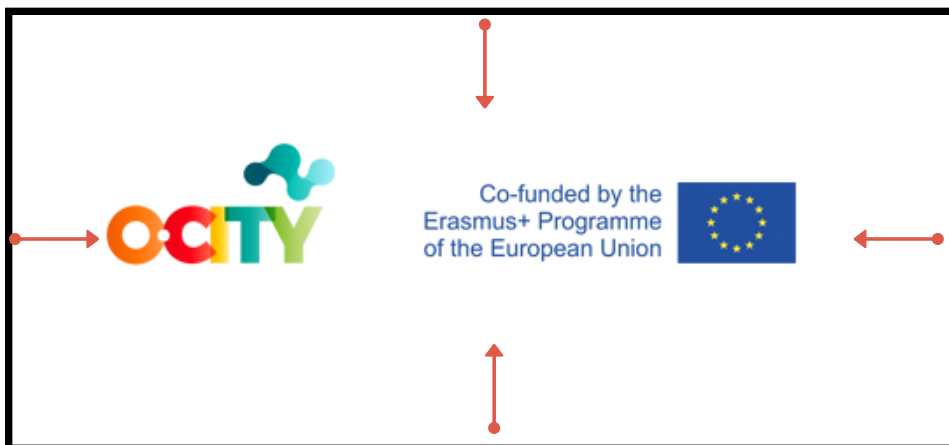 O·CITY
Co-funded by the
Erasmus+ Programme
of the European Union